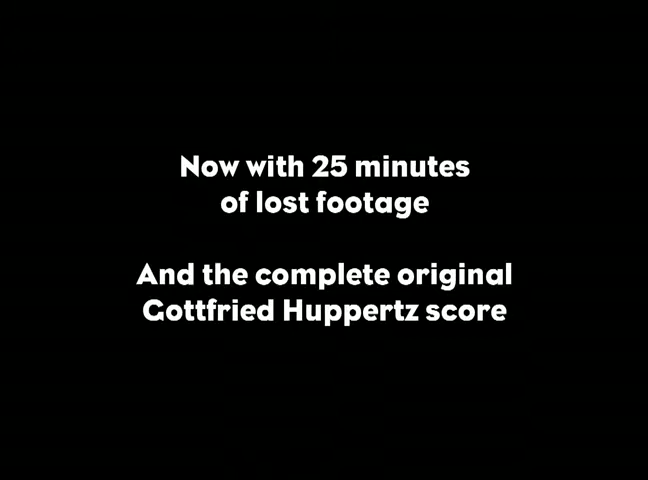 Now with 25 minutes
of lost footage
And the complete original
Gottfried Huppertz score